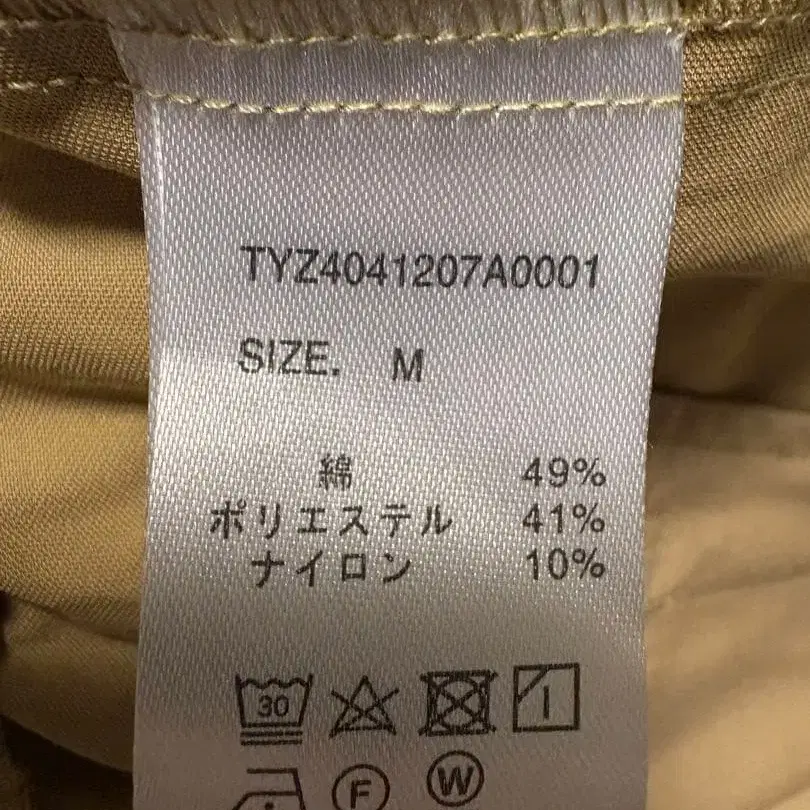 TYZ4041207A0001
SIZE. M
綿 49%
ポリエステル 41%
ナイロン 10%
30
F W